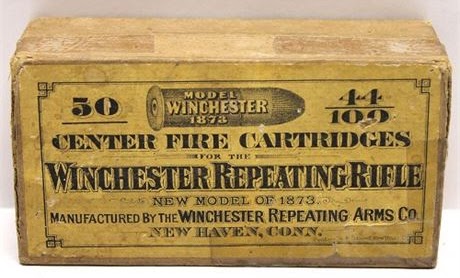 50
MODEL
WINCHESTER
1873
44/100
CENTER FIRE CARTRIDGES
FOR THE
WINCHESTER REPEATING RIFLE
NEW MODEL OF 1873.
MANUFACTURED BY THE WINCHESTER REPEATING ARMS CO.
NEW HAVEN, CONN.